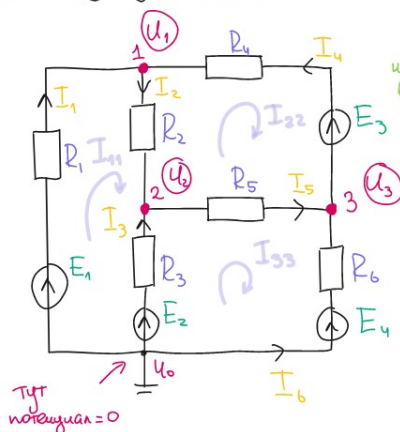 U₁
1
R₄
I₄
I₁
I₂
R₂
I₂₂
E₃
R₁
I₁₁
2
U₂
R₅
I₅
3
U₃
I₃
R₃
I₃₃
R₆
E₁
E₂
E₄
U₀
I₆
ТУТ
потенциал=0